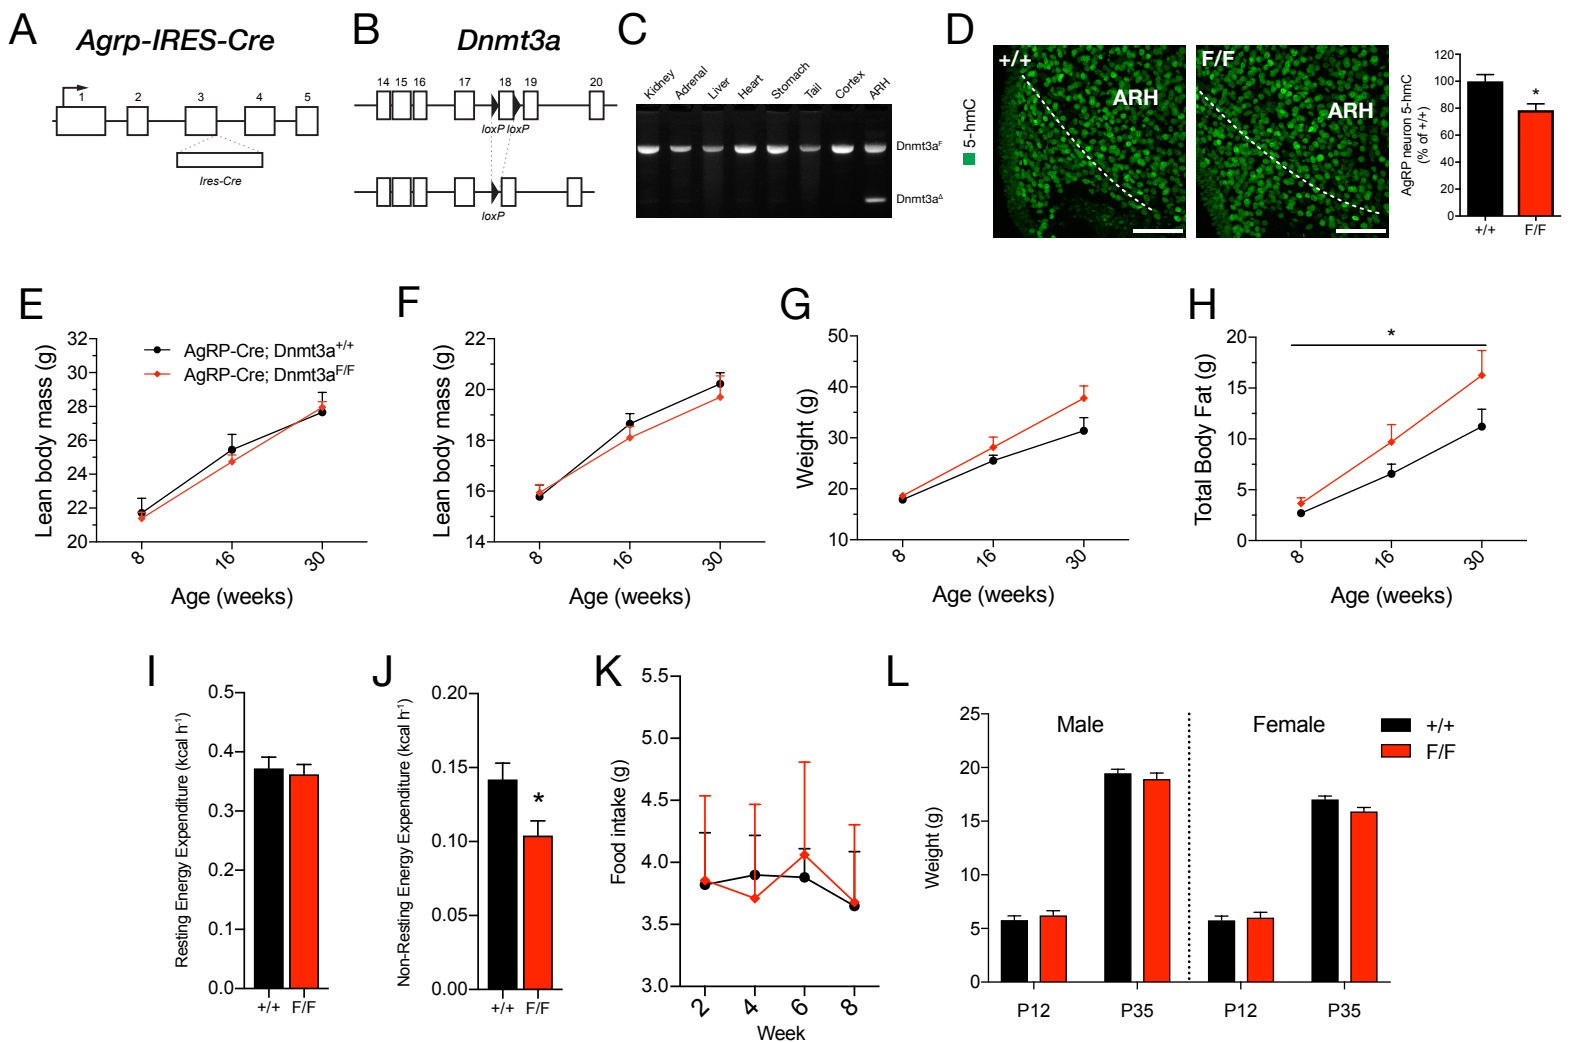 A
Agrp-IRES-Cre
1 2 3 4 5
Ires-Cre
B
Dnmt3a
14 15 16 17 18 19 20
loxP loxP
loxP
C
Kidney
Adrenal
Liver
Heart
Stomach
Tail
Cortex
ARH
Dnmt3aF
Dnmt3aΔ
D
5-hmC
+/+
ARH
F/F
ARH
AgRP neuron 5-hmC
(% of +/+)
120
100
80
60
40
20
0
*
+/+ F/F
E
Lean body mass (g)
32
30
28
26
24
22
20
AgRP-Cre; Dnmt3a+/+
AgRP-Cre; Dnmt3aF/F
8 16 30
Age (weeks)
F
Lean body mass (g)
22
20
18
16
14
8 16 30
Age (weeks)
G
Weight (g)
50
40
30
20
10
8 16 30
Age (weeks)
H
Total Body Fat (g)
20
15
10
5
0
*
8 16 30
Age (weeks)
I
Resting Energy Expenditure (kcal h-1)
0.5
0.4
0.3
0.2
0.1
0.0
+/+ F/F
J
Non-Resting Energy Expenditure (kcal h-1)
0.20
0.15
0.10
0.05
0.00
*
+/+ F/F
K
Food intake (g)
5.5
5.0
4.5
4.0
3.5
3.0
2 4 6 8
Week
L
Weight (g)
25
20
15
10
5
0
Male
Female
+/+
F/F
P12 P35 P12 P35